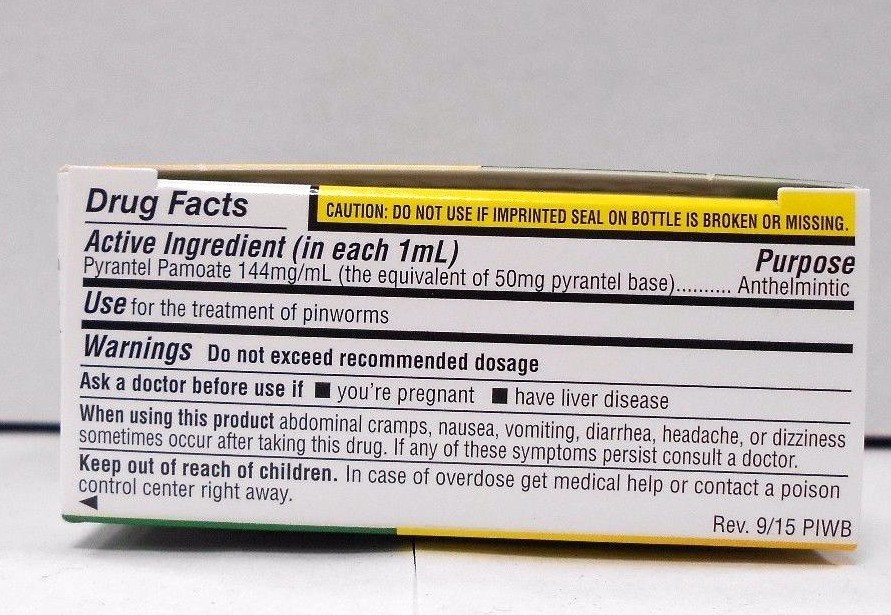 Drug Facts
CAUTION: DO NOT USE IF IMPRINTED SEAL ON BOTTLE IS BROKEN OR MISSING.
Active Ingredient (in each 1mL) Purpose
Pyrantel Pamoate 144mg/mL (the equivalent of 50mg pyrantel base).......... Anthelmintic
Use for the treatment of pinworms
Warnings Do not exceed recommended dosage
Ask a doctor before use if ■ you're pregnant ■ have liver disease
When using this product abdominal cramps, nausea, vomiting, diarrhea, headache, or dizziness
sometimes occur after taking this drug. If any of these symptoms persist consult a doctor.
Keep out of reach of children. In case of overdose get medical help or contact a poison
control center right away.
Rev. 9/15 PIWB